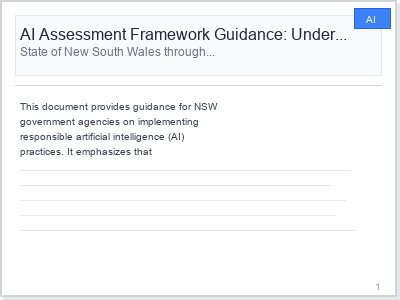 AI
AI Assessment Framework Guidance: Under...
State of New South Wales through...
This document provides guidance for NSW
government agencies on implementing
responsible artificial intelligence (AI)
practices. It emphasizes that
1